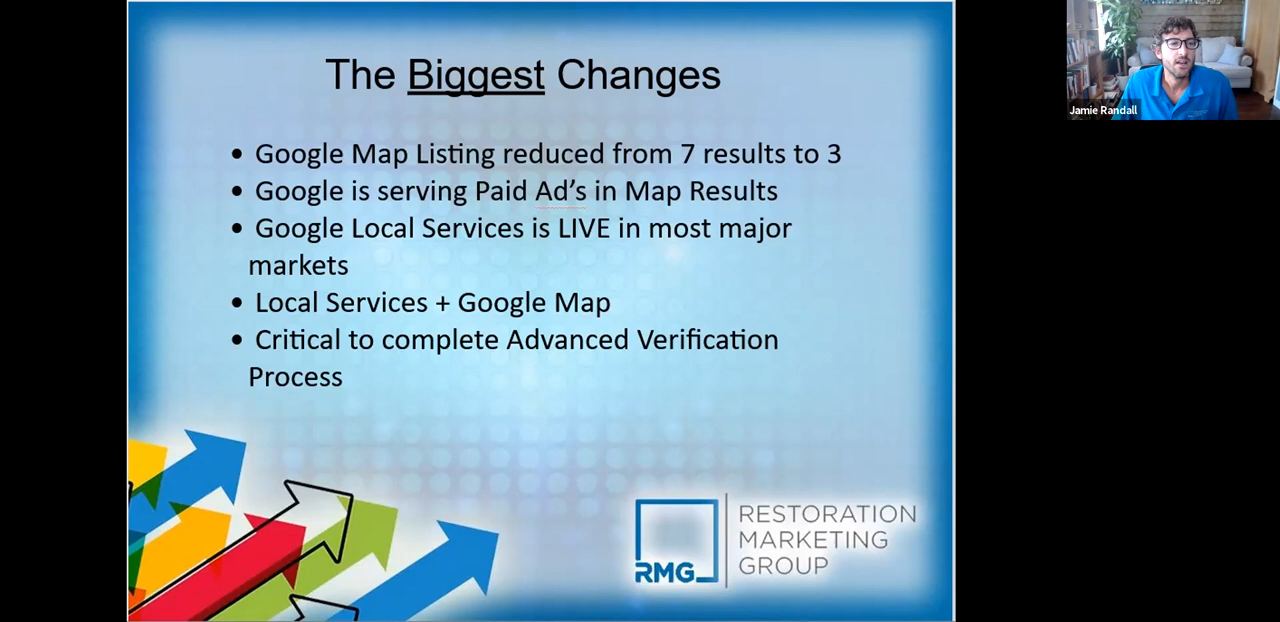 The Biggest Changes
• Google Map Listing reduced from 7 results to 3
• Google is serving Paid Ad’s in Map Results
• Google Local Services is LIVE in most major
markets
• Local Services + Google Map
• Critical to complete Advanced Verification
Process
RMG
RESTORATION
MARKETING
GROUP
Jamie Randall